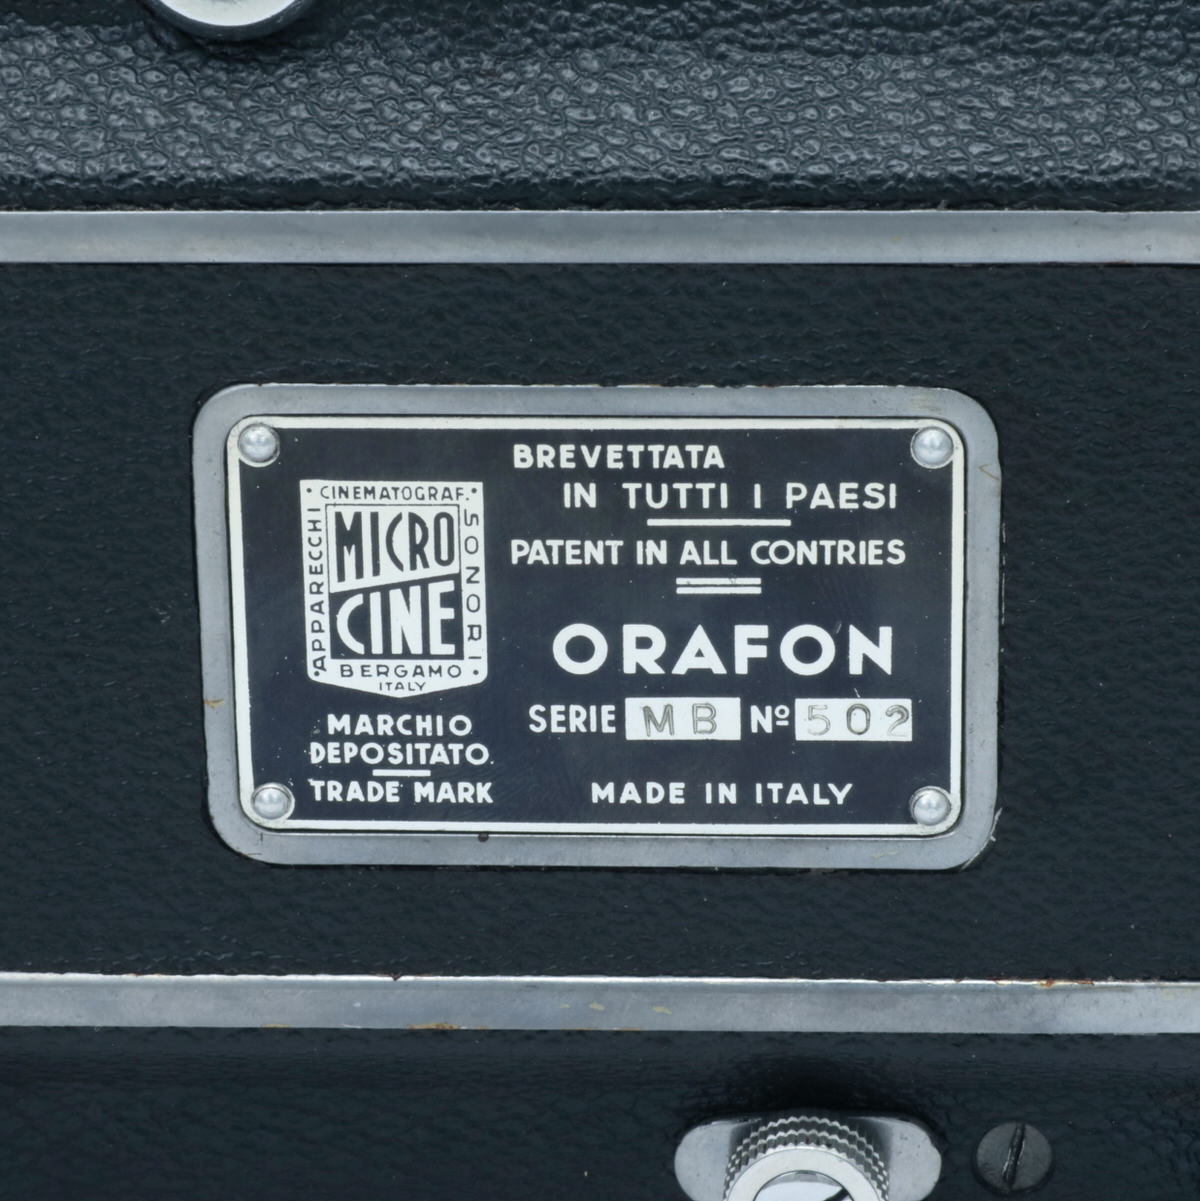 CINEMATOGRAF.
APPARECCHI
SONORI
MICRO
CINE
BERGAMO
ITALY
MARCHIO
DEPOSITATO.
TRADE MARK
BREVETTATA
IN TUTTI I PAESI
PATENT IN ALL CONTRIES
ORAFON
SERIE MB Nº 502
MADE IN ITALY